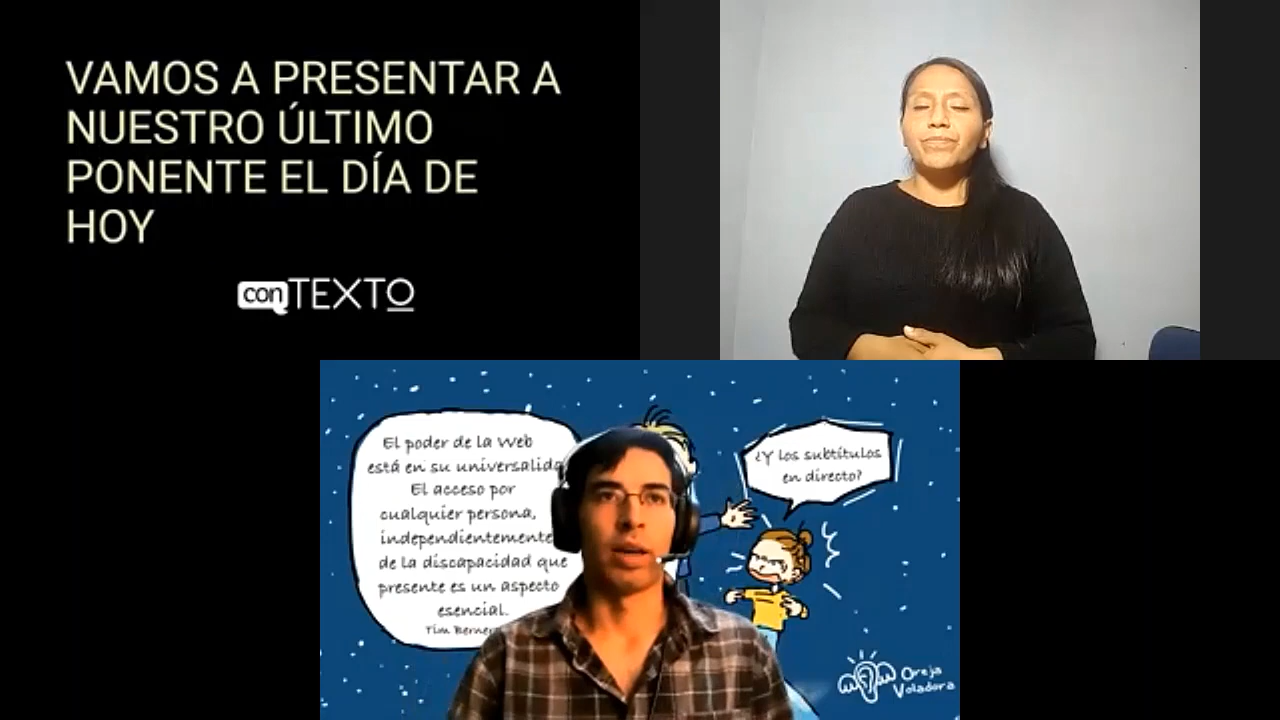 VAMOS A PRESENTAR A
NUESTRO ÚLTIMO
PONENTE EL DÍA DE
HOY
conTEXTO
El poder de la Web
está en su universalida
El acceso por
cualquier persona,
independientemente
de la discapacidad que
presente es un aspecto
esencial.
Tim Berner
¿Y los subtítulos
en directo?
Oreja
Voladora